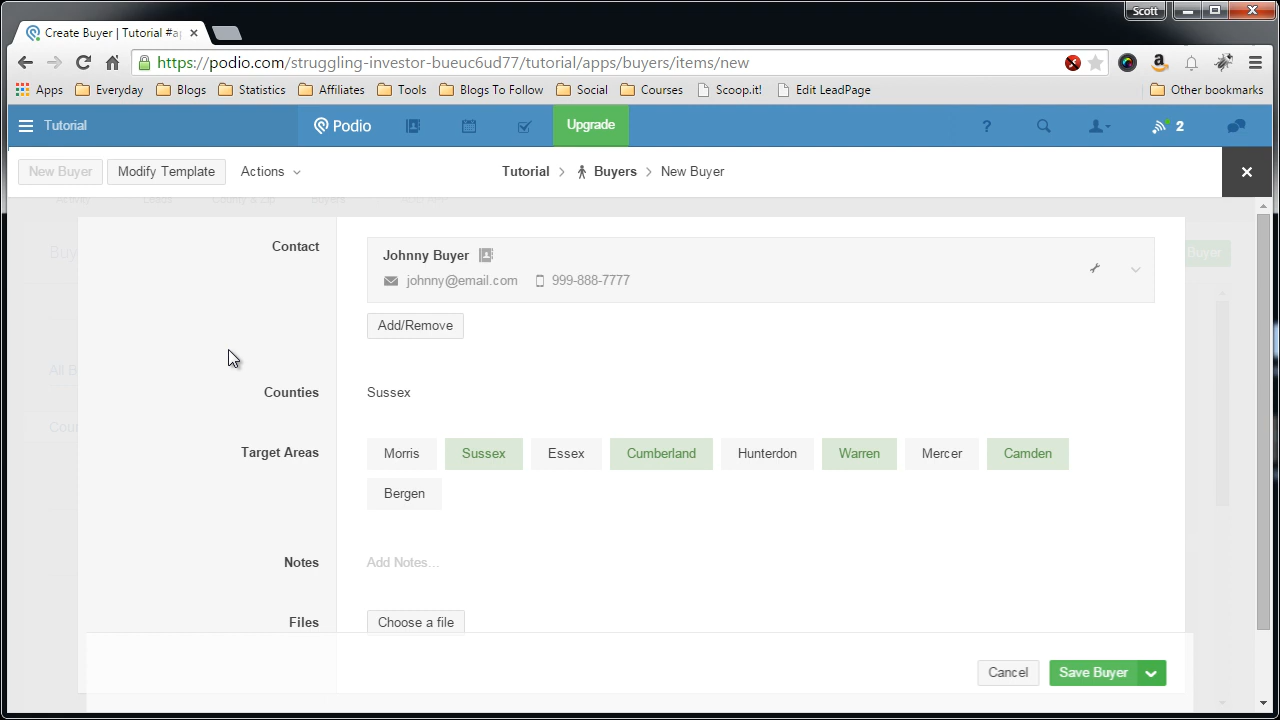 Scott
Create Buyer | Tutorial
https://podio.com/struggling-investor-bueuc6ud77/tutorial/apps/buyers/items/new
Apps Everyday Blogs Statistics Affiliates Tools Blogs To Follow Social Courses Scoop.it! Edit LeadPage Other bookmarks
Tutorial Podio Upgrade ? 2
New Buyer Modify Template Actions Tutorial > Buyers > New Buyer
Contact Johnny Buyer
johnny@email.com 999-888-7777
Add/Remove
Counties Sussex
Target Areas Morris Sussex Essex Cumberland Hunterdon Warren Mercer Camden
Bergen
Notes Add Notes...
Files Choose a file
Cancel Save Buyer